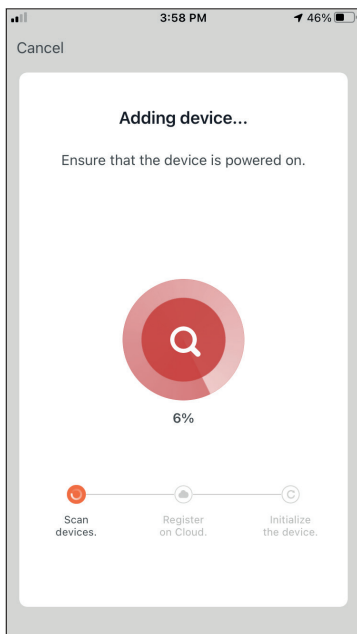 3:58 PM
46%
Cancel
Adding device...
Ensure that the device is powered on.
6%
Scan
devices.
Register
on Cloud.
Initialize
the device.